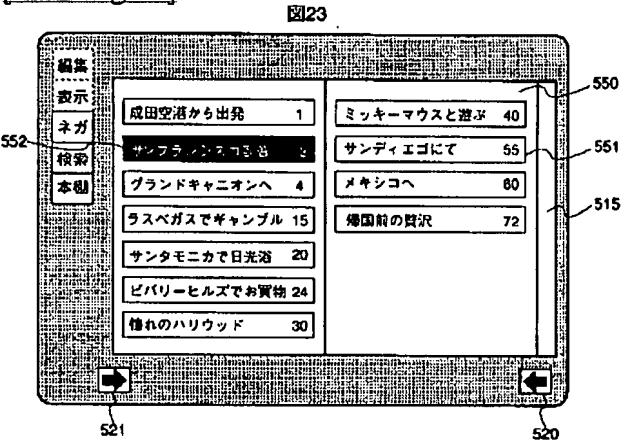 図23
編集
表示
ネガ
検索
本棚
成田空港から出発 1
グランドキャニオンへ 4
ラスベガスでギャンブル 15
サンタモニカで日光浴 20
ビバリーヒルズでお買物 24
憧れのハリウッド 30
ミッキーマウスと遊ぶ 40
サンディエゴにて 55
メキシコへ 60
帰国前の贅沢 72
550
551
552
515
521
520